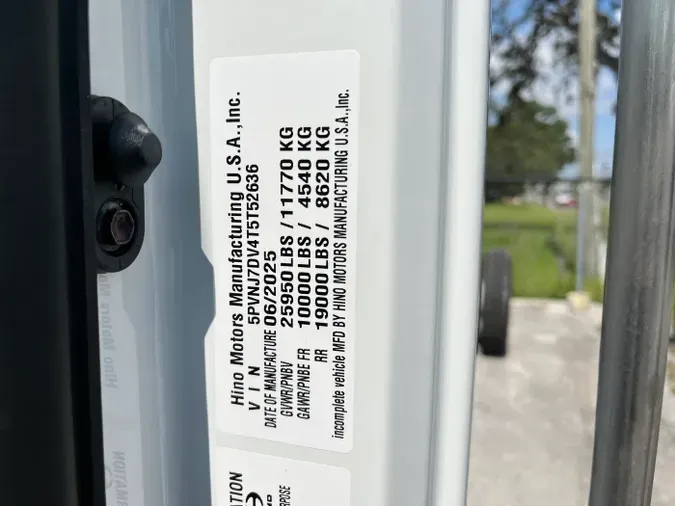 Hino Motors Manufacturing U.S.A.,Inc.
VIN 5PVNJ7DV4T5T52636
DATE OF MANUFACTURE 06/2025
GVWR/PNBV 25950 LBS / 11770 KG
GAWR/PNBE FR 10000 LBS / 4540 KG
RR 19000 LBS / 8620 KG
incomplete vehicle MFD BY HINO MOTORS MANUFACTURING U.S.A.,Inc.